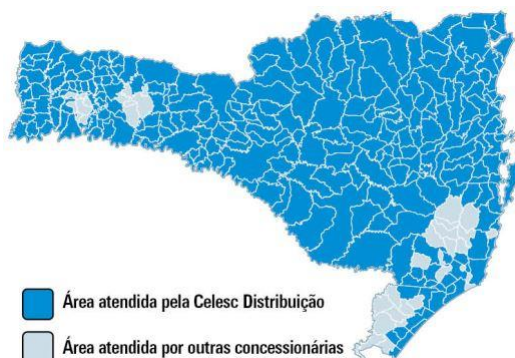 Área atendida pela Celesc Distribuição
Área atendida por outras concessionárias